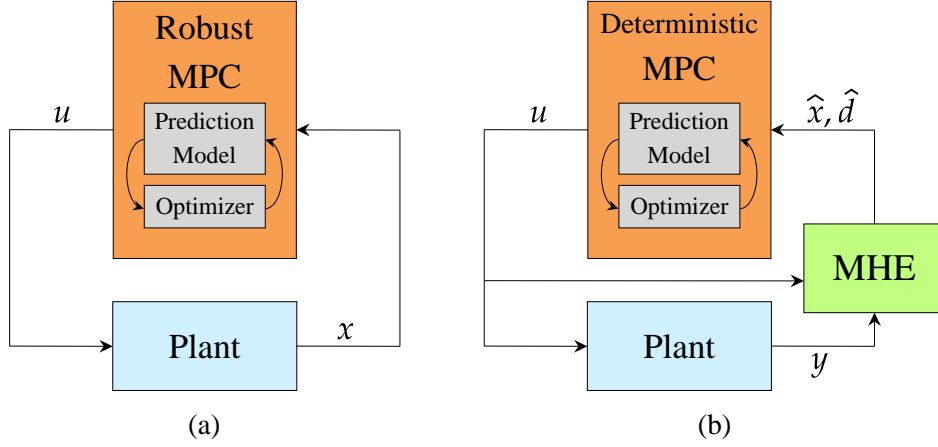 Robust
MPC
u
Prediction
Model
Optimizer
Plant
x
(a)
Deterministic
MPC
u
x̂, d̂
Prediction
Model
Optimizer
MHE
Plant
y
(b)